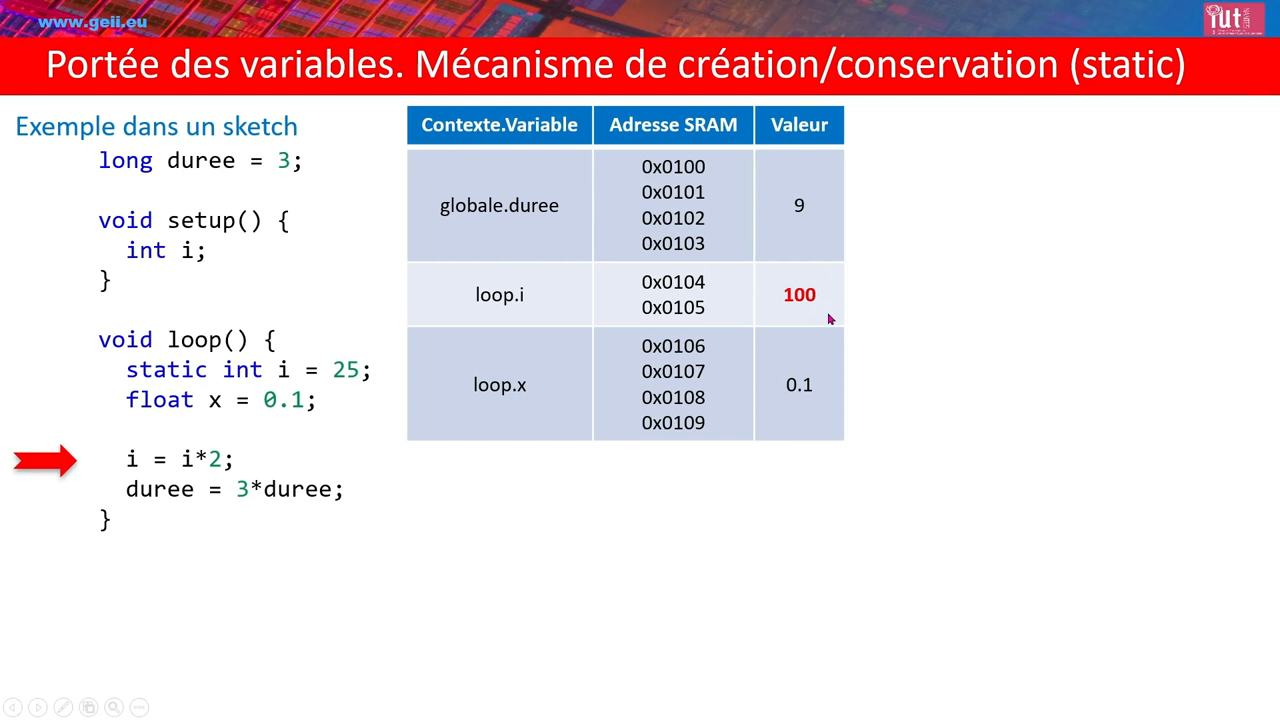 www.geii.eu
iut
Portée des variables. Mécanisme de création/conservation (static)
Exemple dans un sketch
long duree = 3;
void setup() {
int i;
}
void loop() {
static int i = 25;
float x = 0.1;
i = i*2;
duree = 3*duree;
}
Contexte.Variable Adresse SRAM Valeur
globale.duree
0x0100
0x0101
0x0102
0x0103
9
loop.i
0x0104
0x0105
100
loop.x
0x0106
0x0107
0x0108
0x0109
0.1